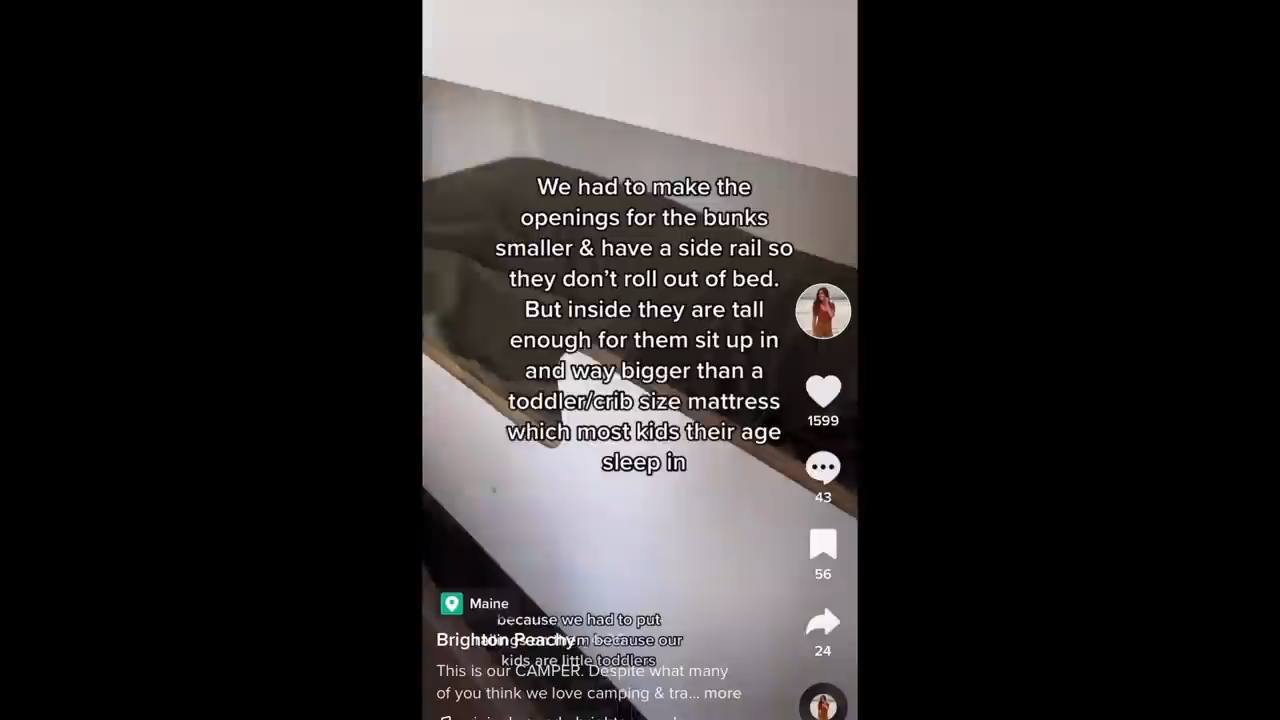 We had to make the
openings for the bunks
smaller & have a side rail so
they don't roll out of bed.
But inside they are tall
enough for them sit up in
and way bigger than a
toddler/crib size mattress
which most kids their age
sleep in
1599
43
56
24
Maine
because we had to put
Brighton Peachy
them because our
kids are little toddlers
This is our CAMPER. Despite what many
of you think we love camping & tra... more